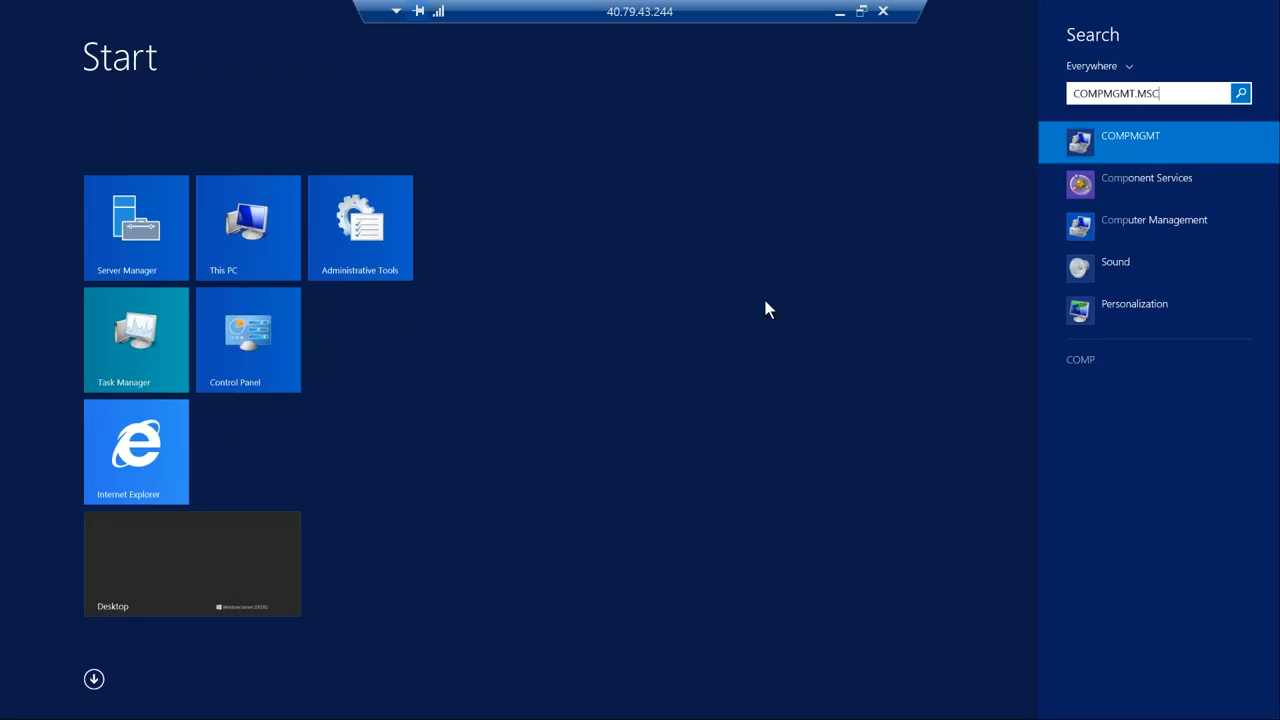 40.79.43.244
Start
Search
Everywhere
COMPMGMT.MSC
COMPMGMT
Component Services
Computer Management
Sound
Personalization
COMP
Server Manager
This PC
Administrative Tools
Task Manager
Control Panel
Internet Explorer
Desktop